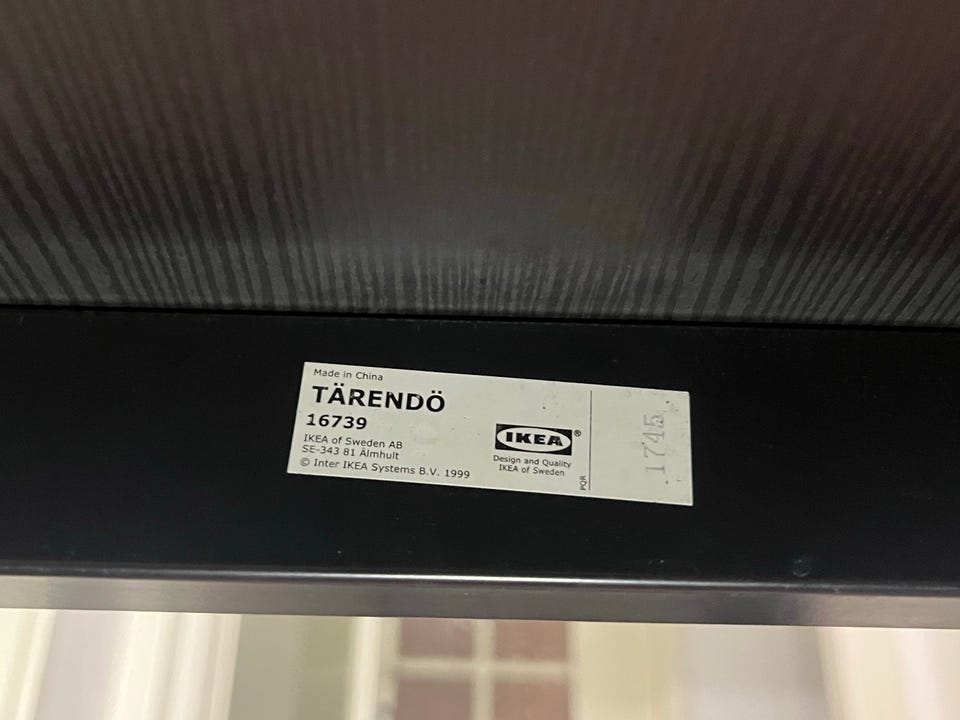 Made in China
TÄRENDÖ
16739
IKEA of Sweden AB
SE-343 81 Älmhult
© Inter IKEA Systems B.V. 1999
IKEA®
Design and Quality
IKEA of Sweden
PQR
1745